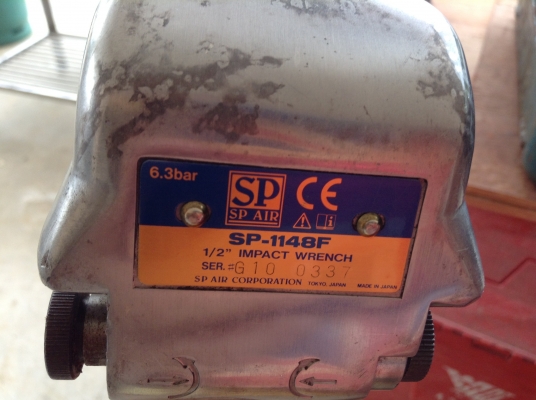 6.3bar
SP
SP AIR
CE
i
SP-1148F
1/2" IMPACT WRENCH
SER. G10 0337
SP AIR CORPORATION TOKYO, JAPAN MADE IN JAPAN